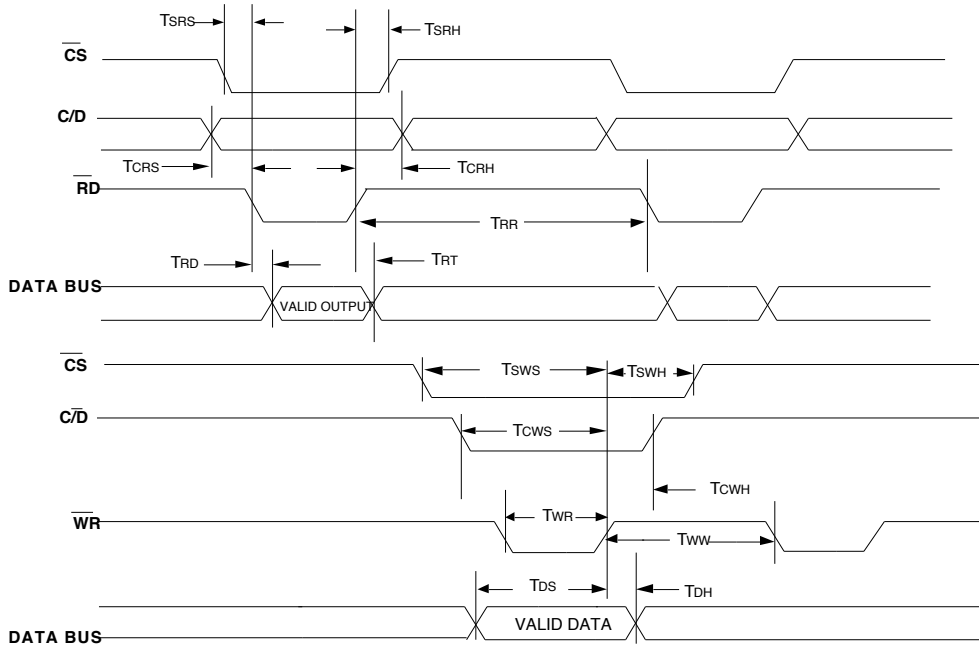 TSRS
TSRH
CS
C/D
TCRS
TCRH
RD
TRR
TRD
TRT
DATA BUS
VALID OUTPUT
CS
TSWS
TSWH
C/D
TCWS
TCWH
WR
TWR
TWW
TDS
TDH
VALID DATA
DATA BUS